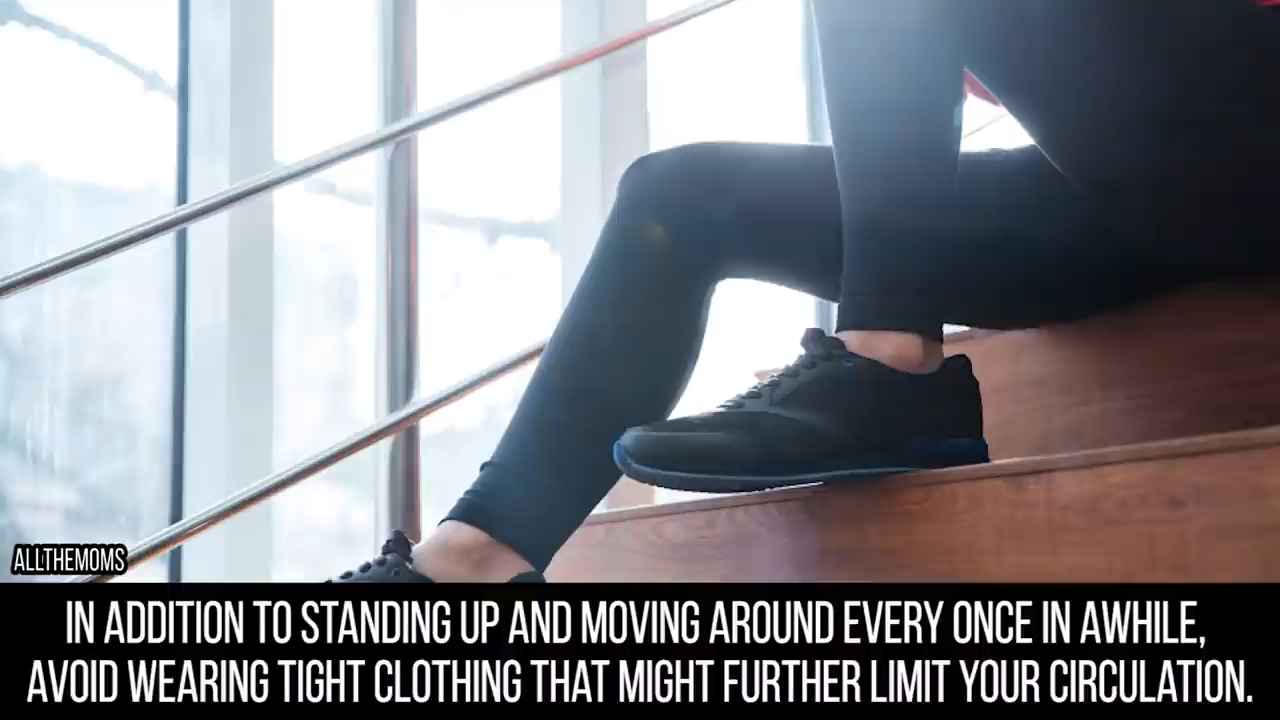 ALLTHEMOMS
IN ADDITION TO STANDING UP AND MOVING AROUND EVERY ONCE IN AWHILE,
AVOID WEARING TIGHT CLOTHING THAT MIGHT FURTHER LIMIT YOUR CIRCULATION.